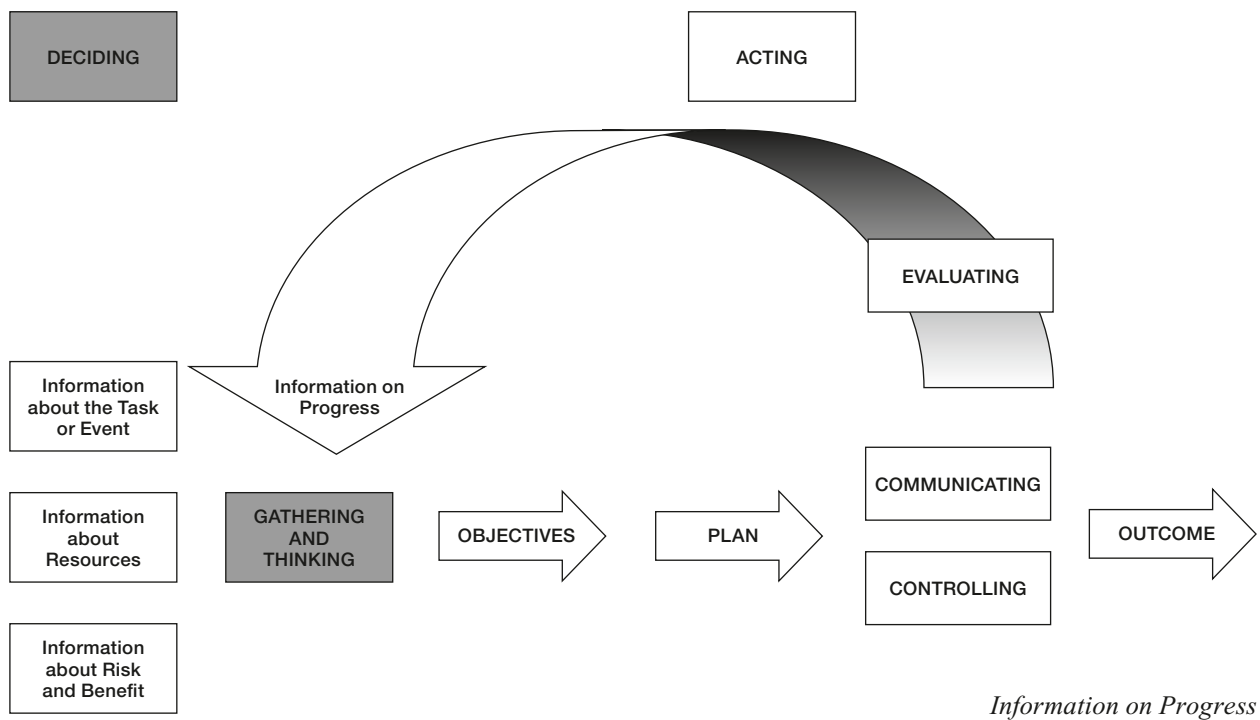 DECIDING
ACTING
EVALUATING
Information
about the Task
or Event
Information on
Progress
COMMUNICATING
Information
about
Resources
GATHERING
AND
THINKING
OBJECTIVES
PLAN
OUTCOME
CONTROLLING
Information
about Risk
and Benefit
Information on Progress